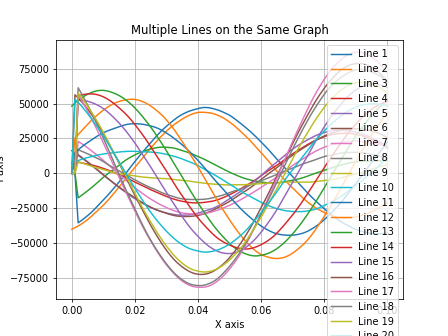 Multiple Lines on the Same Graph
75000
50000
25000
0
−25000
−50000
−75000
0.00
0.02
0.04
0.06
X axis
Line 1
Line 2
Line 3
Line 4
Line 5
Line 6
Line 7
Line 8
Line 9
Line 10
Line 11
Line 12
Line 13
Line 14
Line 15
Line 16
Line 17
Line 18
Line 19
Line 20